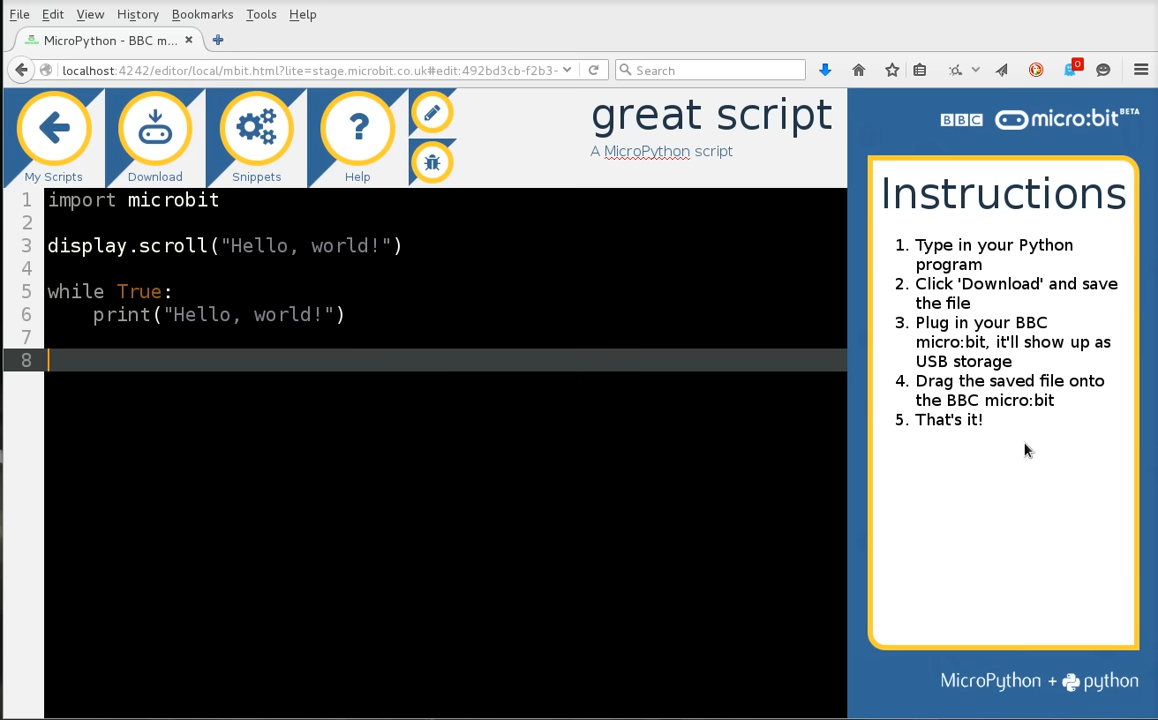 File Edit View History Bookmarks Tools Help
MicroPython - BBC m...
localhost:4242/editor/local/mbit.html?lite=stage.microbit.co.uk#edit:492bd3cb-f2b3-
Search
0
My Scripts
Download
Snippets
?
Help
great script
A MicroPython script
BBC micro:bit BETA
1 import microbit
2
3 display.scroll("Hello, world!")
4
5 while True:
6 print("Hello, world!")
7
8
Instructions
1. Type in your Python
program
2. Click 'Download' and save
the file
3. Plug in your BBC
micro:bit, it'll show up as
USB storage
4. Drag the saved file onto
the BBC micro:bit
5. That's it!
MicroPython + python